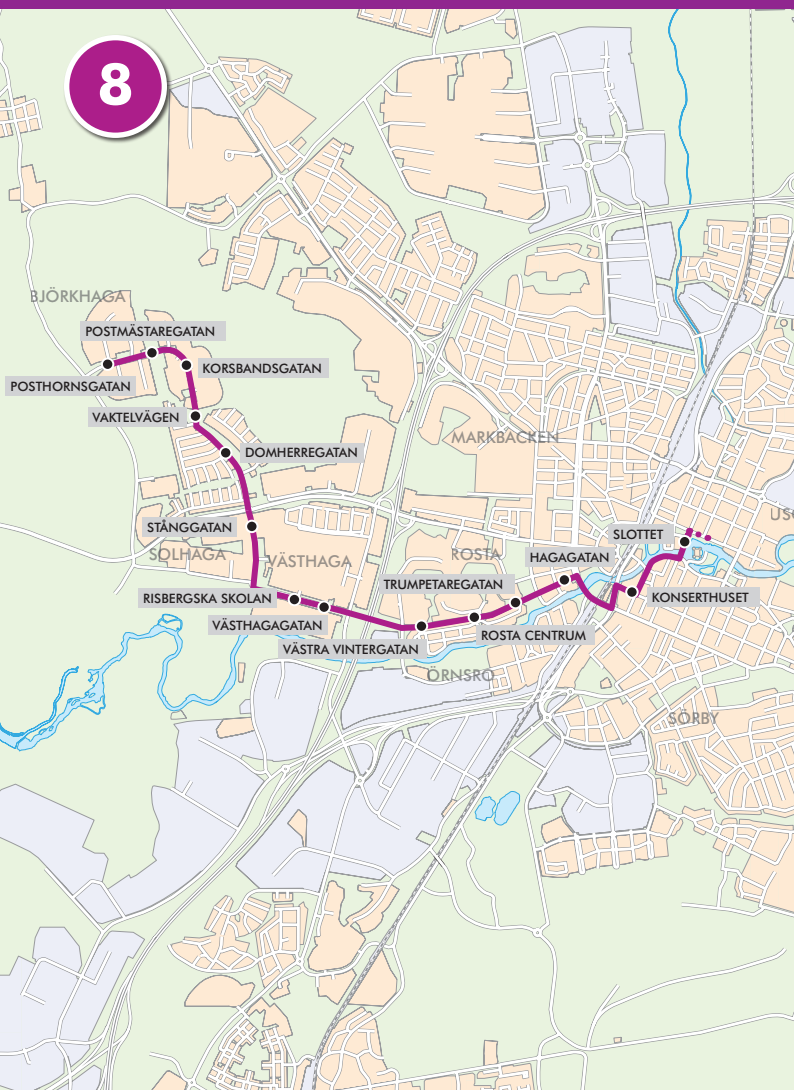 8
BJÖRKHAGA
POSTMÄSTAREGATAN
KORSBANDSGATAN
POSTHORNSGATAN
VAKTELVÄGEN
MARKBACKEN
DOMHERREGATAN
STÅNGGATAN
SLOTTET
SOLHAGA
VÄSTHAGA
ROSTA
HAGAGATAN
TRUMPETAREGATAN
RISBERGSKA SKOLAN
KONSERTHUSET
VÄSTHAGAGATAN
ROSTA CENTRUM
VÄSTRA VINTERGATAN
ÖRNSRO
SÖRBY